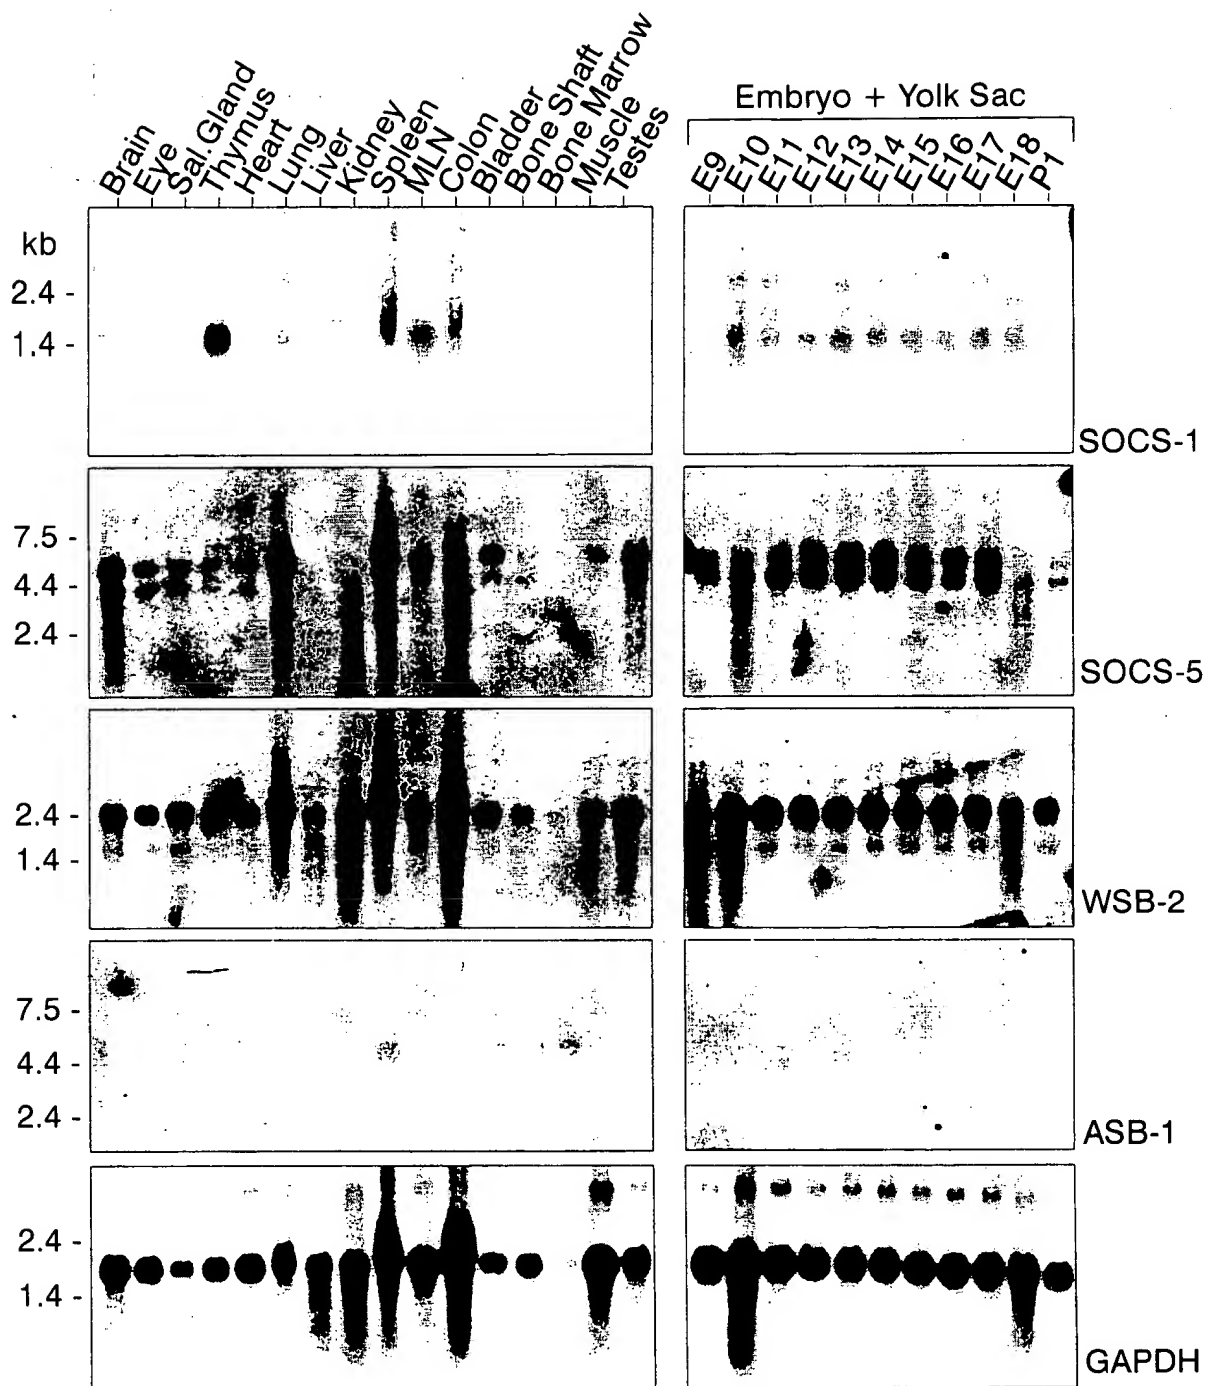 Brain
Eye
Sal.Gland
Thymus
Heart
Lung
Liver
Kidney
Spleen
MLN
Colon
Bladder
Bone Shaft
Bone Marrow
Muscle
Testes
Embryo + Yolk Sac
E9
E10
E11
E12
E13
E14
E15
E16
E17
E18
P1
kb
2.4 -
1.4 -
SOCS-1
7.5 -
4.4 -
2.4 -
SOCS-5
2.4 -
1.4 -
WSB-2
7.5 -
4.4 -
2.4 -
ASB-1
2.4 -
1.4 -
GAPDH